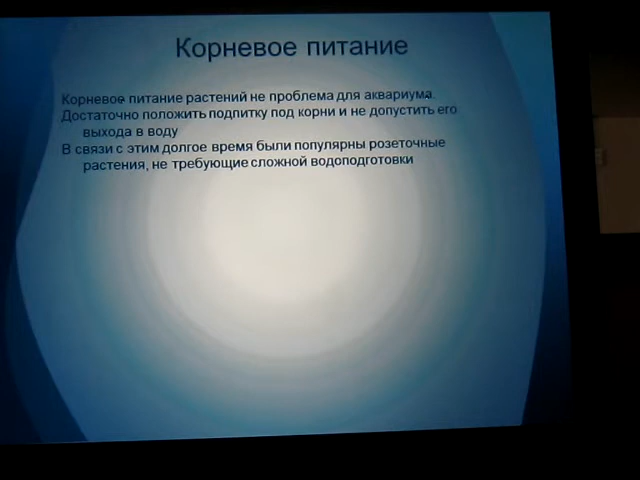 Корневое питание
Корневое питание растений не проблема для аквариума.
Достаточно положить подпитку под корни и не допустить его
выхода в воду
В связи с этим долгое время были популярны розеточные
растения, не требующие сложной водоподготовки